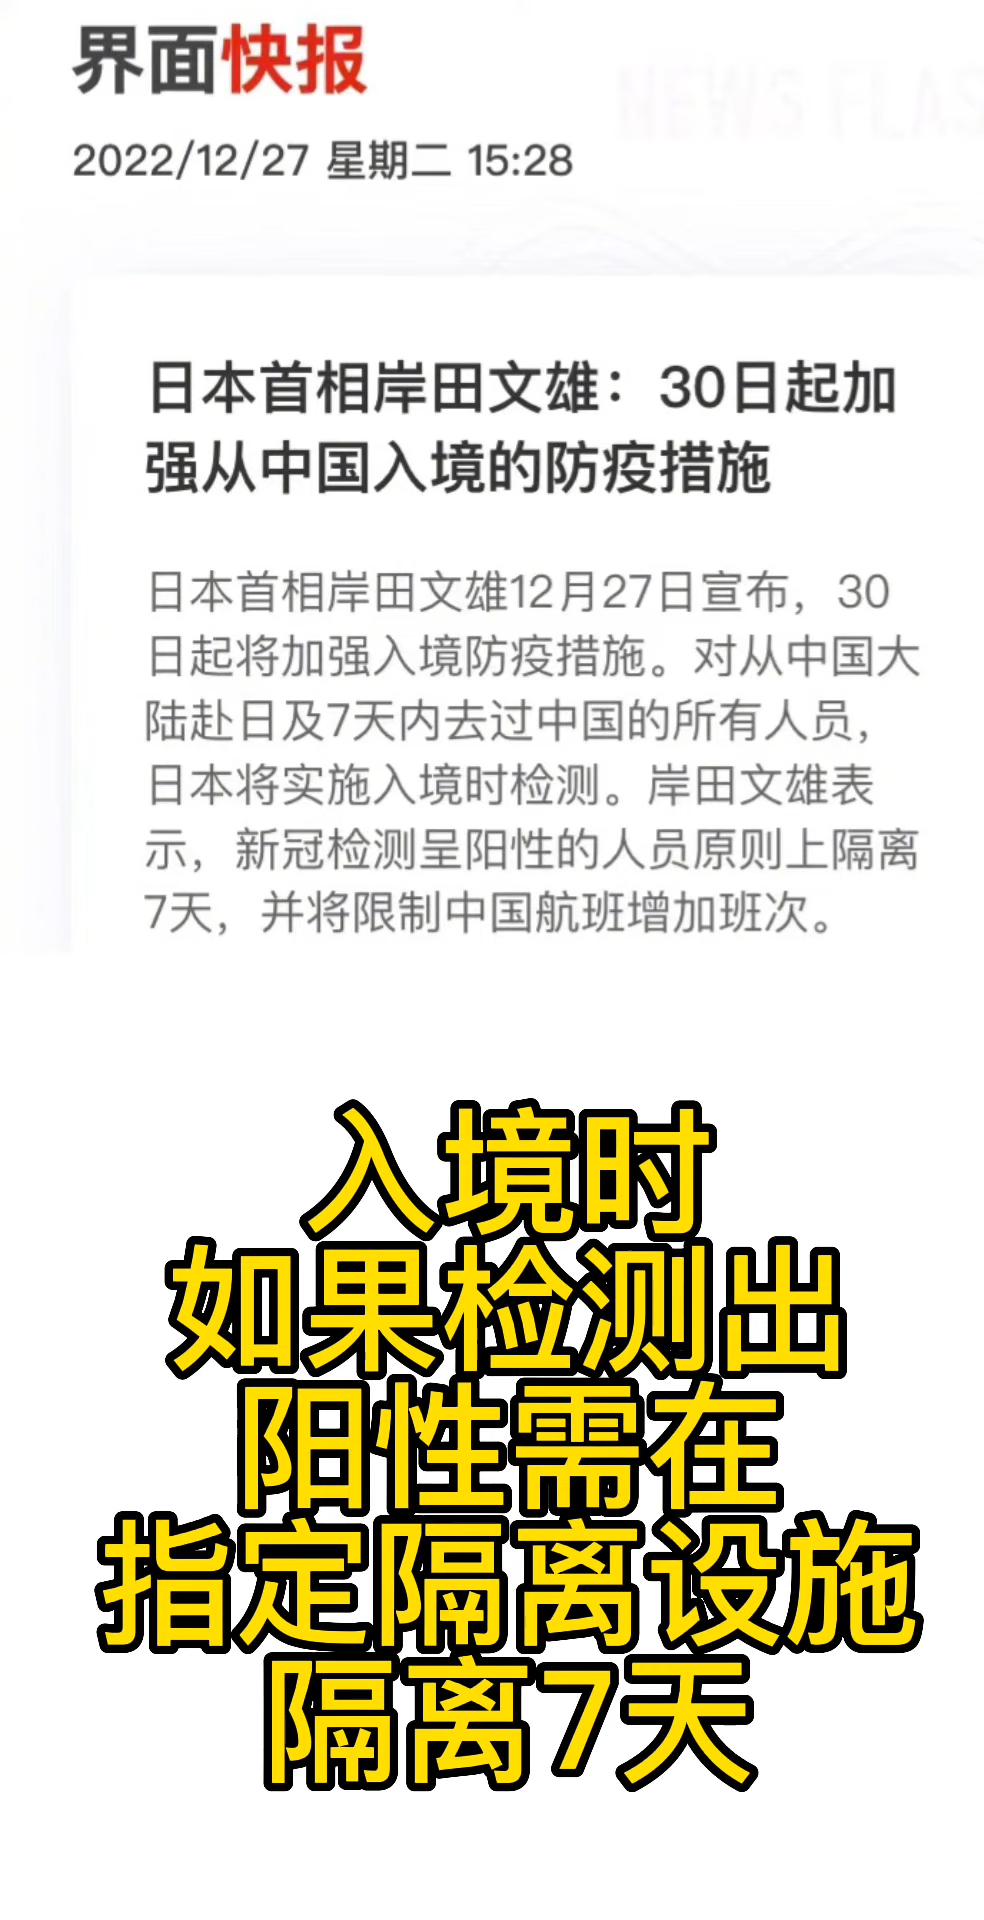 界面快报
NEWS FLAS
2022/12/27 星期二 15:28
日本首相岸田文雄：30日起加
强从中国入境的防疫措施
日本首相岸田文雄12月27日宣布，30
日起将加强入境防疫措施。对从中国大
陆赴日及7天内去过中国的所有人员，
日本将实施入境时检测。岸田文雄表
示，新冠检测呈阳性的人员原则上隔离
7天，并将限制中国航班增加班次。
入境时
如果检测出
阳性需在
指定隔离设施
隔离7天